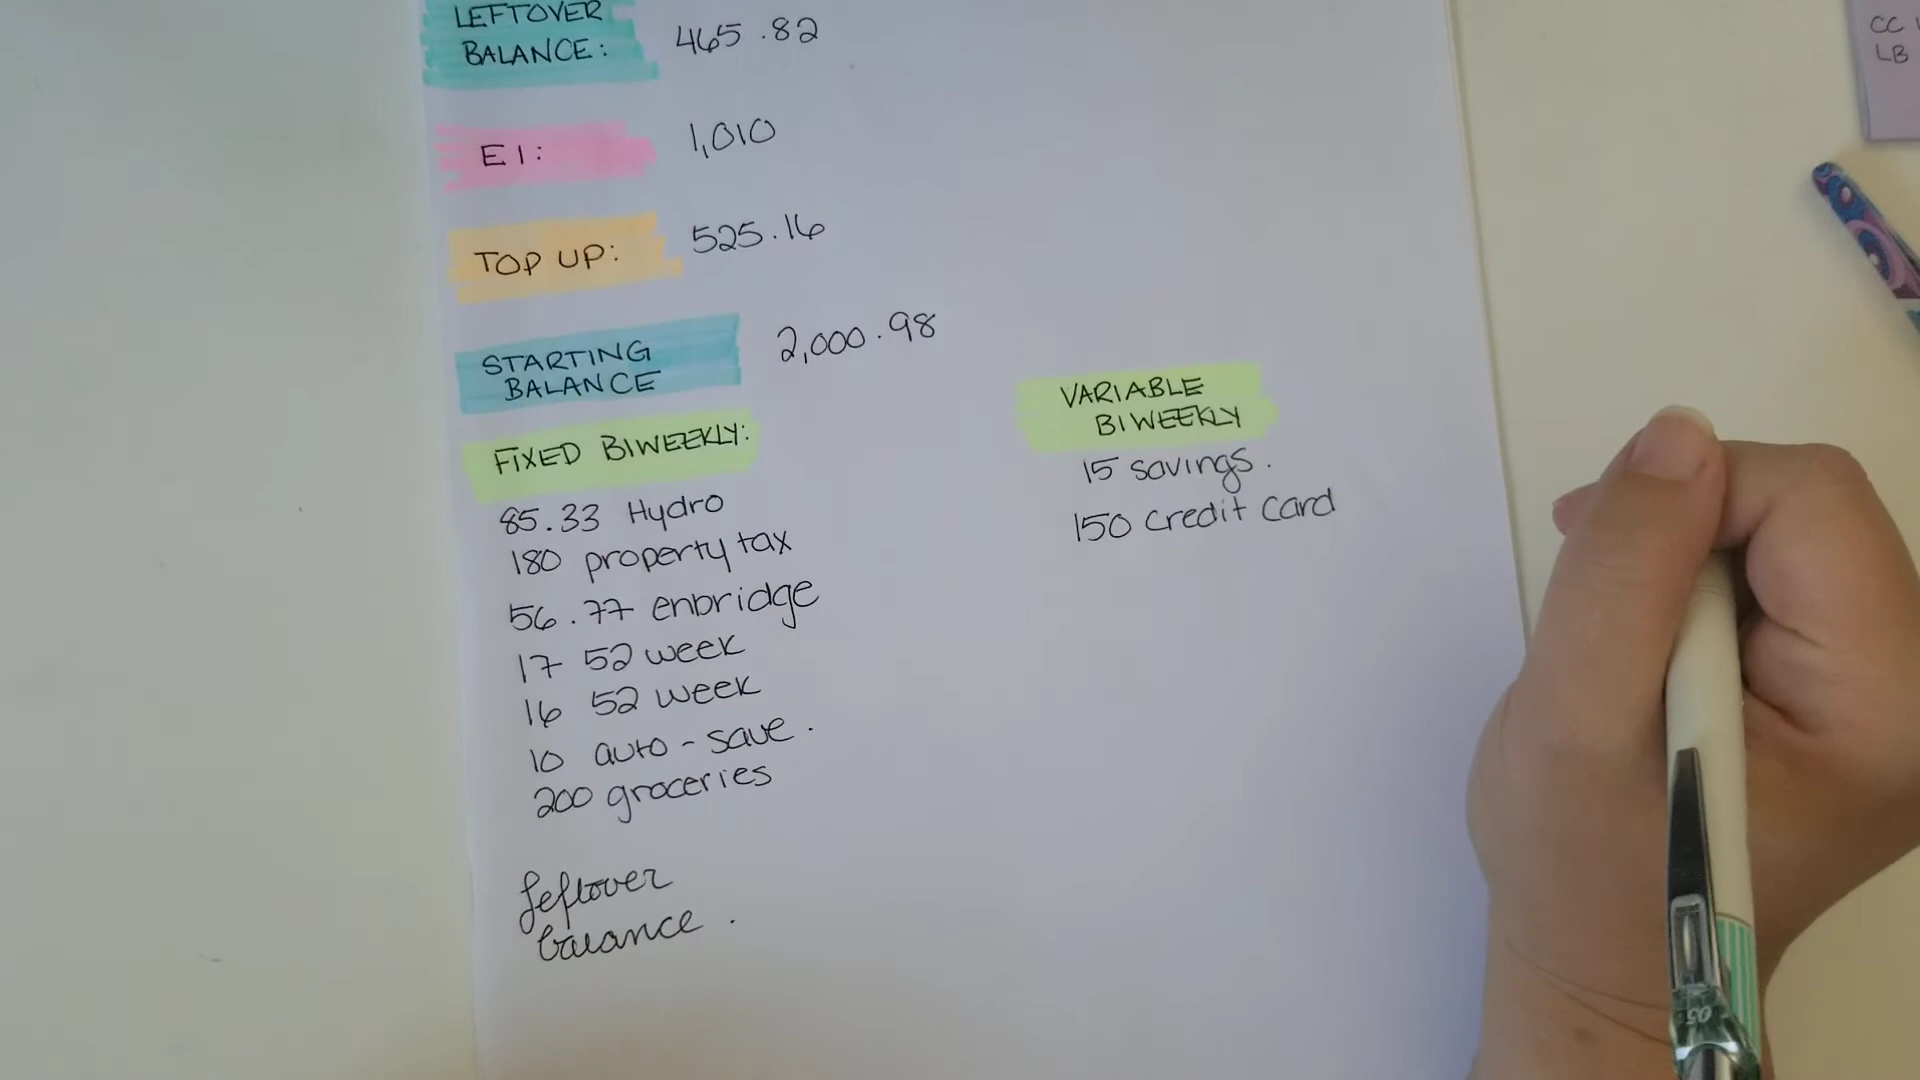 LEFTOVER
BALANCE: 465.82
EI: 1,010
TOP UP: 525.16
STARTING
BALANCE 2,000.98
FIXED BIWEEKLY:
85.33 Hydro
180 property tax
56.77 enbridge
17 52 week
16 52 week
10 auto-save.
200 groceries
leftover
balance.
VARIABLE
BIWEEKLY
15 savings.
150 credit card
CC
LB
05